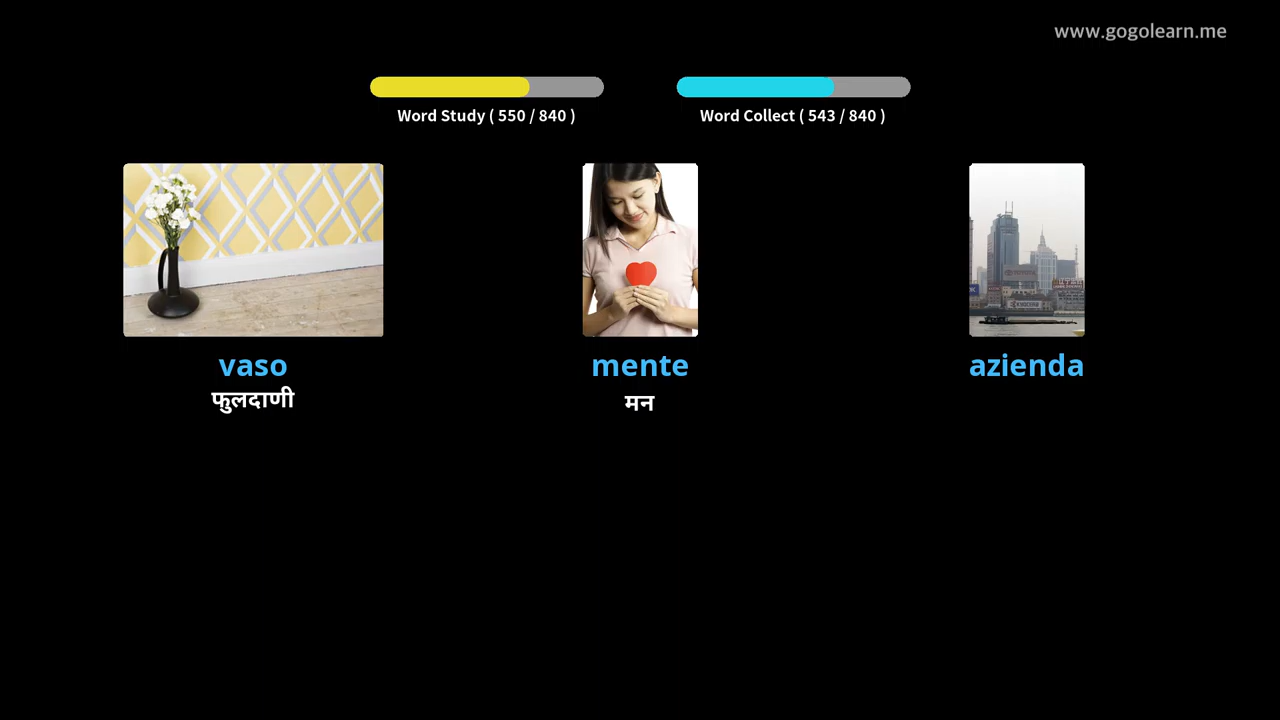 www.gogolearn.me
Word Study ( 550 / 840 )
Word Collect ( 543 / 840 )
vaso
mente
azienda
फुलदाणी
मन